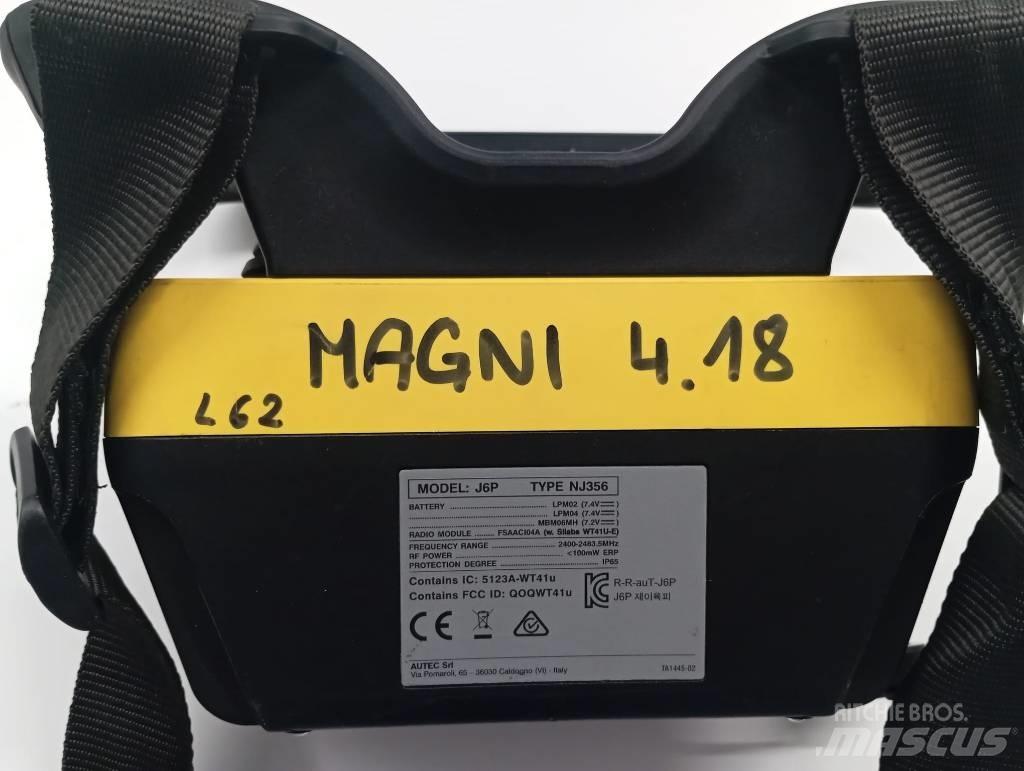 MAGNI 4.18
L62
MODEL: J6P TYPE NJ356
BATTERY ........ LPM02 (7.4V⎓)
........ LPM04 (7.4V⎓)
........ MBM06MH (7.2V⎓)
RADIO MODULE ........ FSAACI04A (w. Silabs WT41U-E)
FREQUENCY RANGE ........ 2400-2483.5MHz
RF POWER ........ <100mW ERP
PROTECTION DEGREE ........ IP65
Contains IC: 5123A-WT41u
Contains FCC ID: QOQWT41u
R-R-auT-J6P
J6P 제이육피
CE
AUTEC Srl
Via Pomaroli, 65 - 36030 Caldogno (VI) - Italy
TA1445-02
RITCHIE BROS.
MASCUS